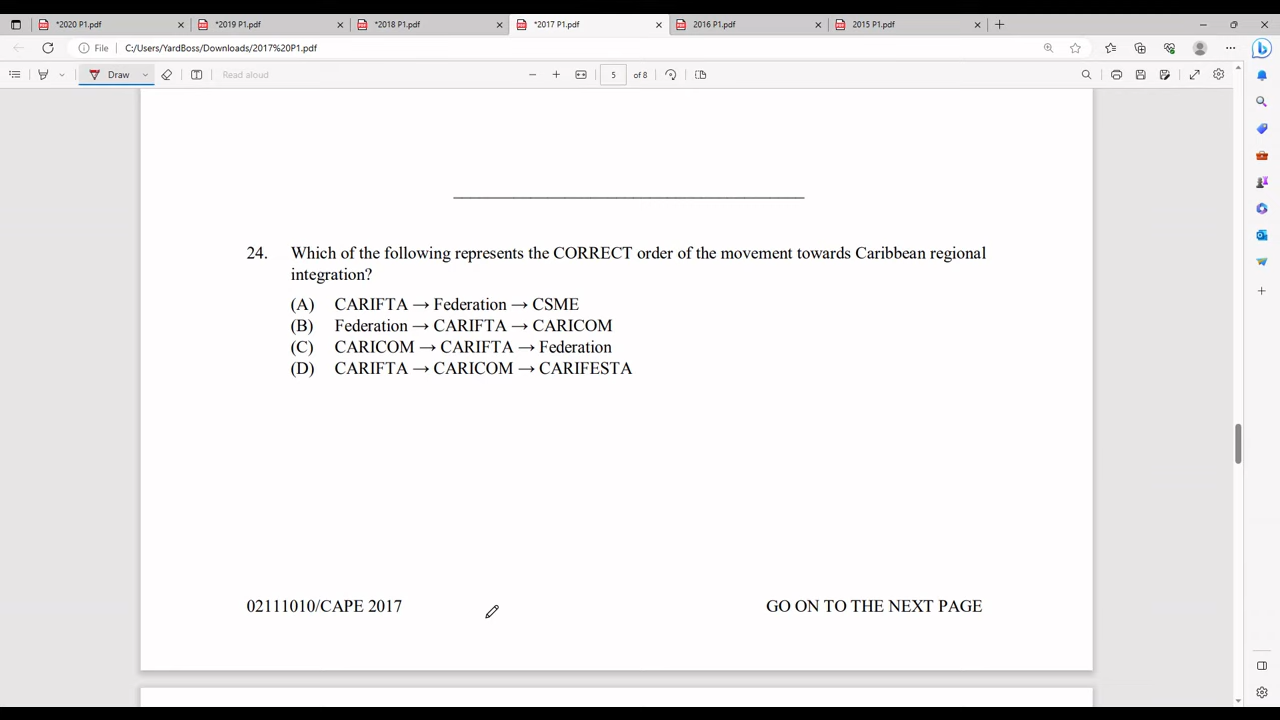 *2020 P1.pdf
*2019 P1.pdf
*2018 P1.pdf
*2017 P1.pdf
2016 P1.pdf
2015 P1.pdf
File
C:/Users/YardBoss/Downloads/2017%20P1.pdf
Draw
Read aloud
5
of 8
24. Which of the following represents the CORRECT order of the movement towards Caribbean regional
integration?
(A) CARIFTA → Federation → CSME
(B) Federation → CARIFTA → CARICOM
(C) CARICOM → CARIFTA → Federation
(D) CARIFTA → CARICOM → CARIFESTA
02111010/CAPE 2017
GO ON TO THE NEXT PAGE